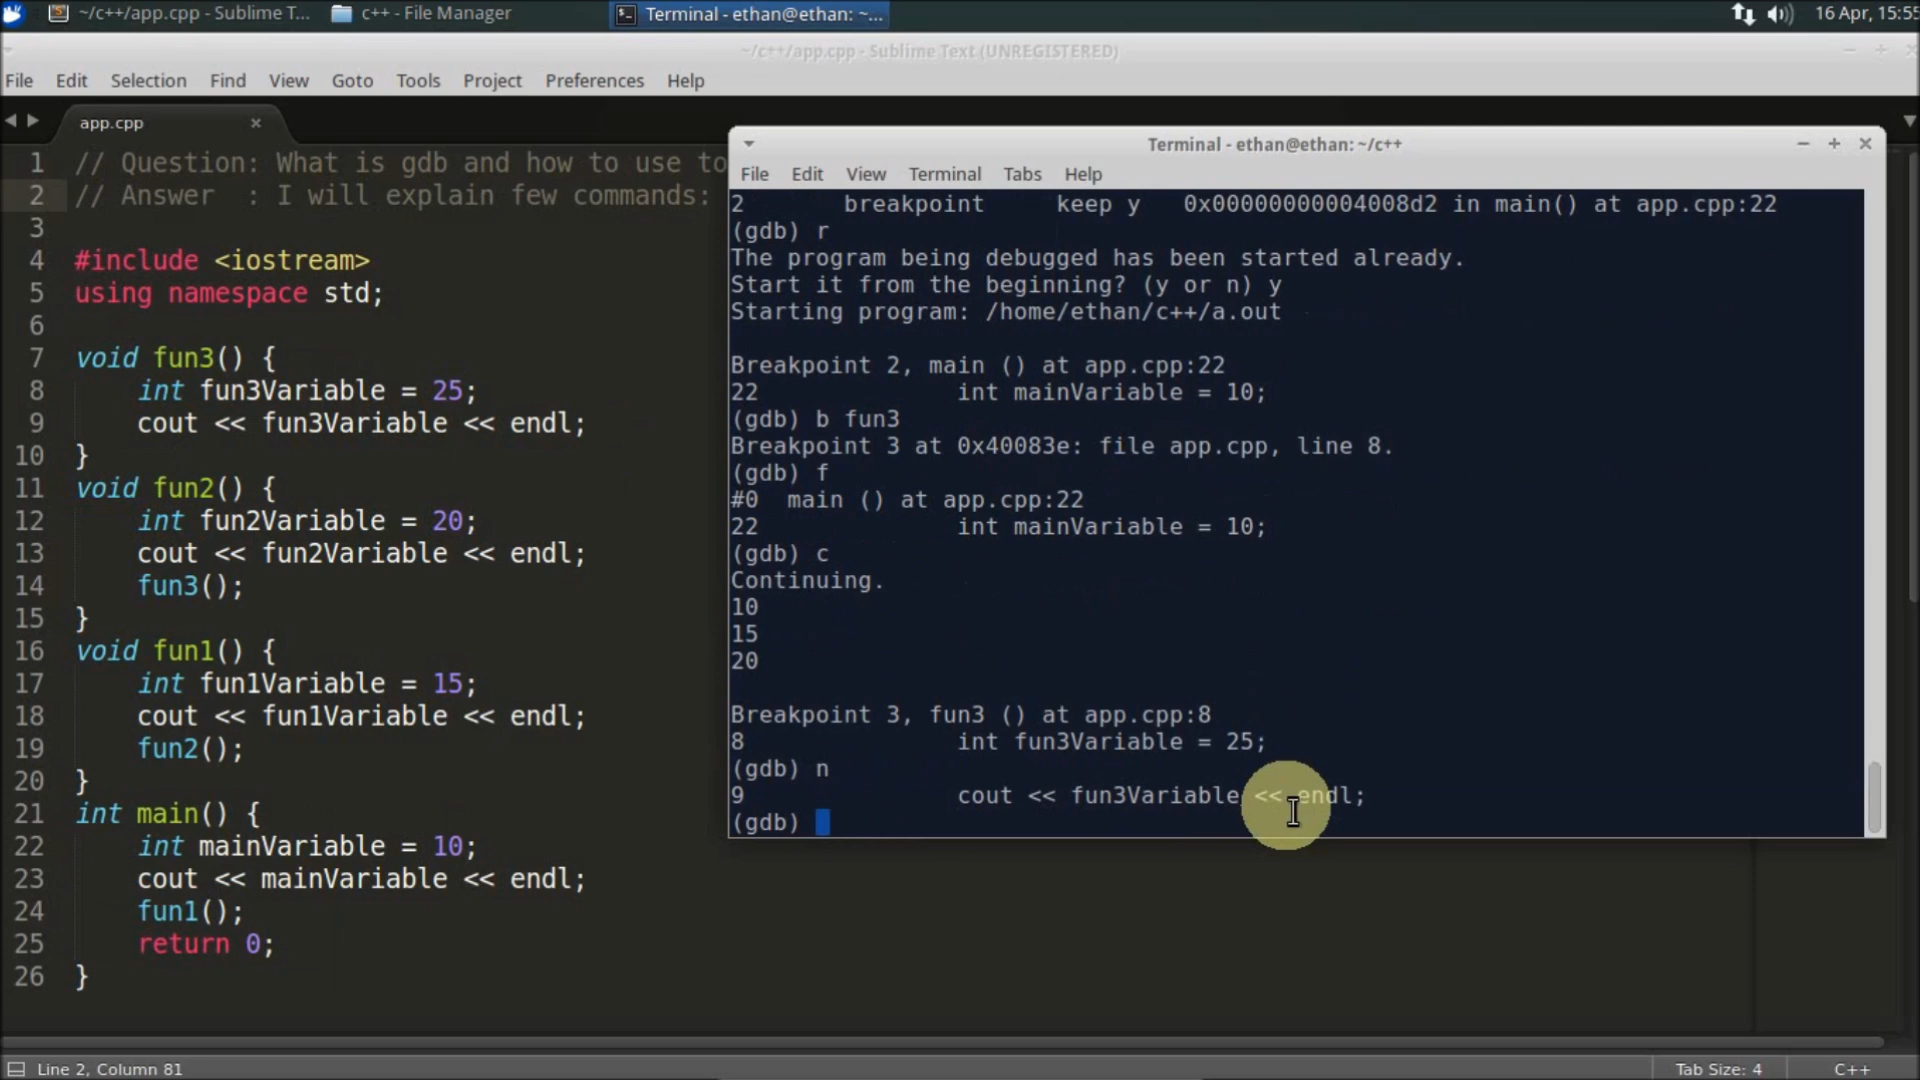 ~/c++/app.cpp - Sublime T...
c++ - File Manager
Terminal - ethan@ethan: ~...
16 Apr, 15:55
~/c++/app.cpp - Sublime Text (UNREGISTERED)
File Edit Selection Find View Goto Tools Project Preferences Help
app.cpp
1 // Question: What is gdb and how to use to
2 // Answer  : I will explain few commands:
3
4 #include <iostream>
5 using namespace std;
6
7 void fun3() {
8     int fun3Variable = 25;
9     cout << fun3Variable << endl;
10 }
11 void fun2() {
12     int fun2Variable = 20;
13     cout << fun2Variable << endl;
14     fun3();
15 }
16 void fun1() {
17     int fun1Variable = 15;
18     cout << fun1Variable << endl;
19     fun2();
20 }
21 int main() {
22     int mainVariable = 10;
23     cout << mainVariable << endl;
24     fun1();
25     return 0;
26 }
Terminal - ethan@ethan: ~/c++
File Edit View Terminal Tabs Help
2       breakpoint     keep y   0x00000000004008d2 in main() at app.cpp:22
(gdb) r
The program being debugged has been started already.
Start it from the beginning? (y or n) y
Starting program: /home/ethan/c++/a.out
Breakpoint 2, main () at app.cpp:22
22              int mainVariable = 10;
(gdb) b fun3
Breakpoint 3 at 0x40083e: file app.cpp, line 8.
(gdb) f
#0  main () at app.cpp:22
22              int mainVariable = 10;
(gdb) c
Continuing.
10
15
20
Breakpoint 3, fun3 () at app.cpp:8
8               int fun3Variable = 25;
(gdb) n
9               cout << fun3Variable << endl;
(gdb)
Line 2, Column 81
Tab Size: 4
C++